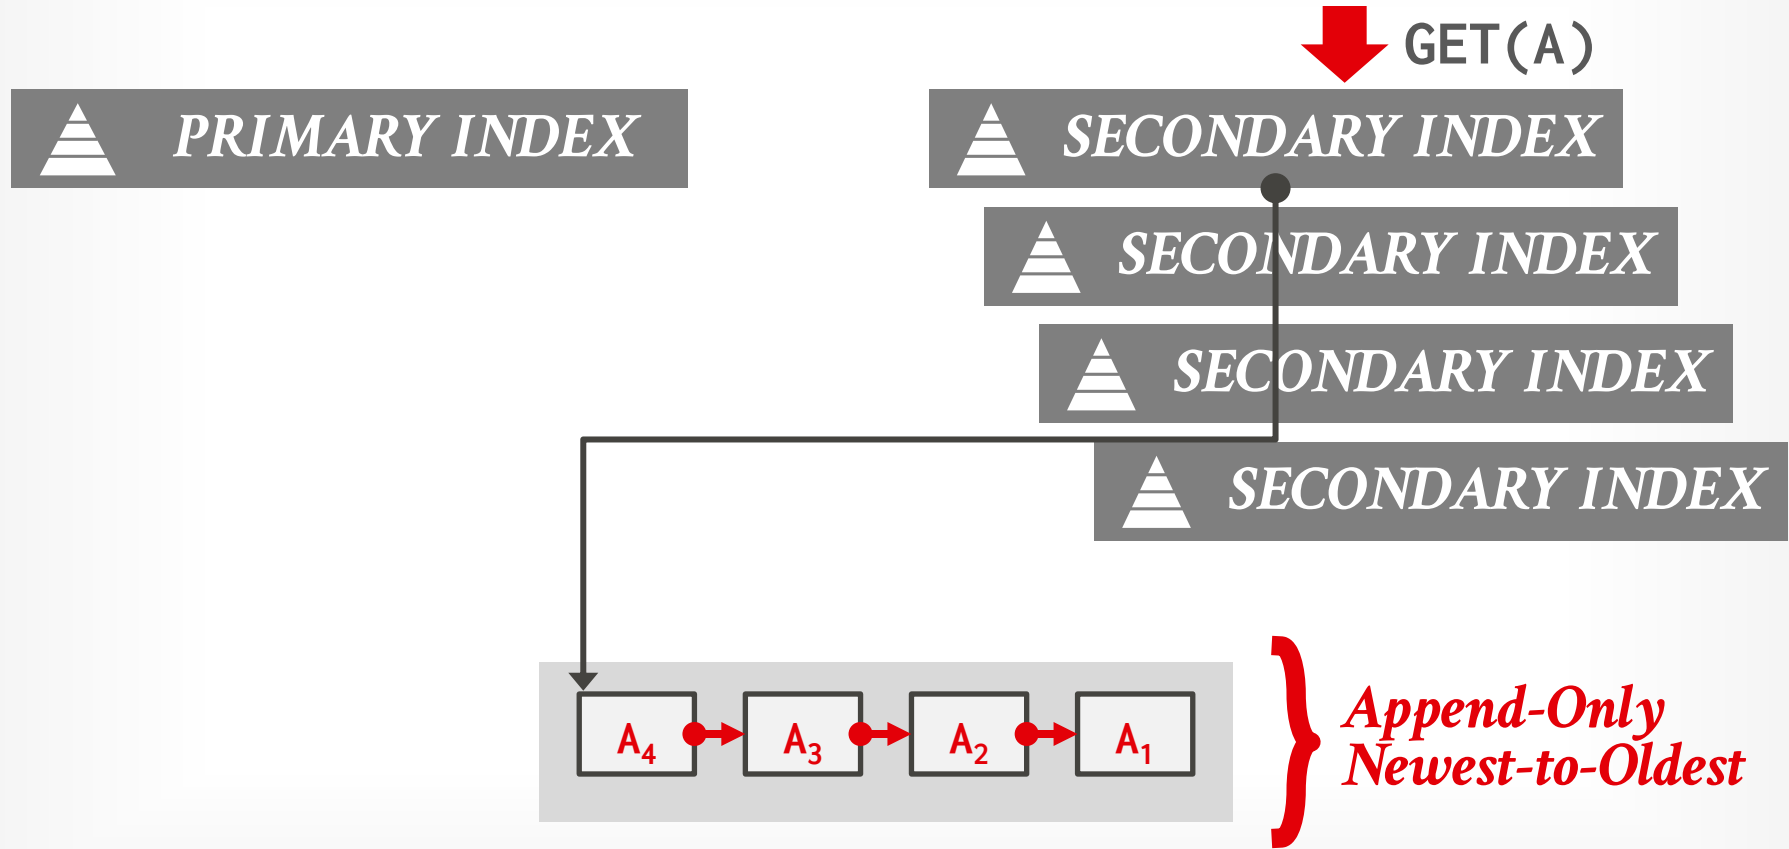 GET(A)
PRIMARY INDEX
SECONDARY INDEX
SECONDARY INDEX
SECONDARY INDEX
SECONDARY INDEX
A₄ A₃ A₂ A₁
Append-Only
Newest-to-Oldest